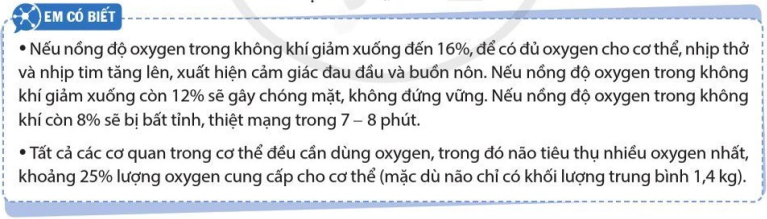 EM CÓ BIẾT
• Nếu nồng độ oxygen trong không khí giảm xuống đến 16%, để có đủ oxygen cho cơ thể, nhịp thở
và nhịp tim tăng lên, xuất hiện cảm giác đau đầu và buồn nôn. Nếu nồng độ oxygen trong không
khí giảm xuống còn 12% sẽ gây chóng mặt, không đứng vững. Nếu nồng độ oxygen trong không
khí còn 8% sẽ bị bất tỉnh, thiệt mạng trong 7 – 8 phút.
• Tất cả các cơ quan trong cơ thể đều cần dùng oxygen, trong đó não tiêu thụ nhiều oxygen nhất,
khoảng 25% lượng oxygen cung cấp cho cơ thể (mặc dù não chỉ có khối lượng trung bình 1,4 kg).